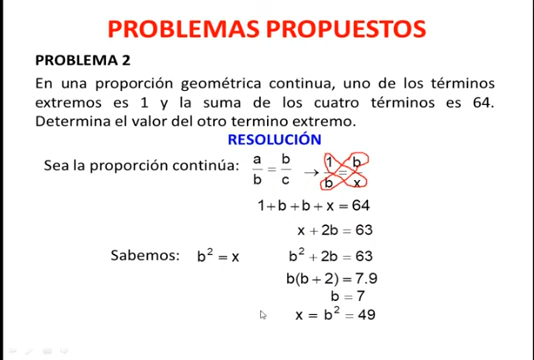 PROBLEMAS PROPUESTOS
PROBLEMA 2
En una proporción geométrica continua, uno de los términos
extremos es 1 y la suma de los cuatro términos es 64.
Determina el valor del otro termino extremo.
RESOLUCIÓN
Sea la proporción continúa: a/b = b/c → 1/b = b/x
1+b+b+x = 64
x + 2b = 63
Sabemos: b² = x b² + 2b = 63
b(b + 2) = 7.9
b = 7
x = b² = 49